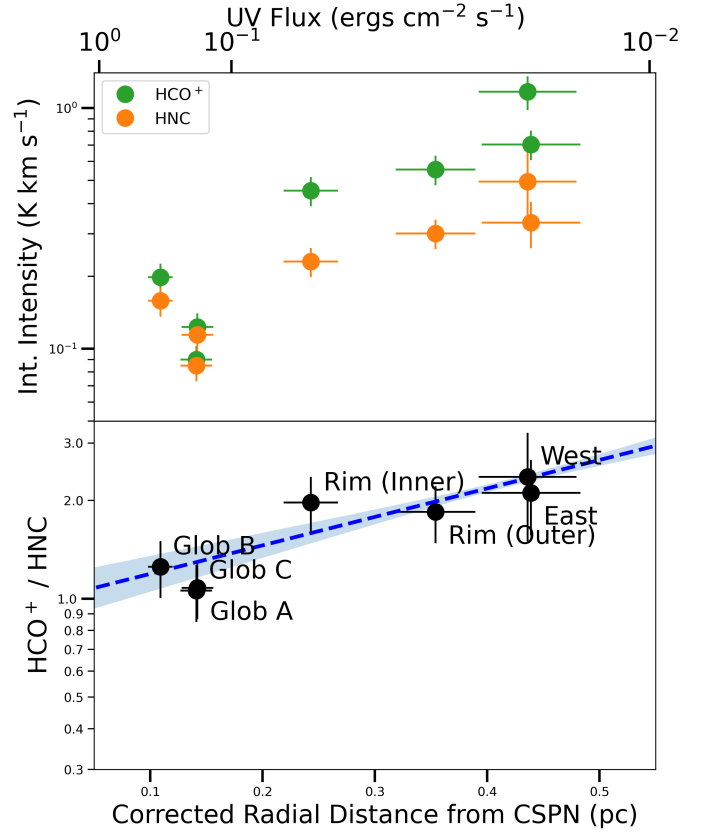 UV Flux (ergs cm⁻² s⁻¹)
10⁰ 10⁻¹ 10⁻²
HCO⁺
HNC
Int. Intensity (K km s⁻¹)
10⁰
10⁻¹
HCO⁺ / HNC
3.0
2.0
1.0
0.9
0.8
0.7
0.6
0.5
0.4
0.3
West
Rim (Inner)
East
Rim (Outer)
Glob B
Glob C
Glob A
0.1 0.2 0.3 0.4 0.5
Corrected Radial Distance from CSPN (pc)